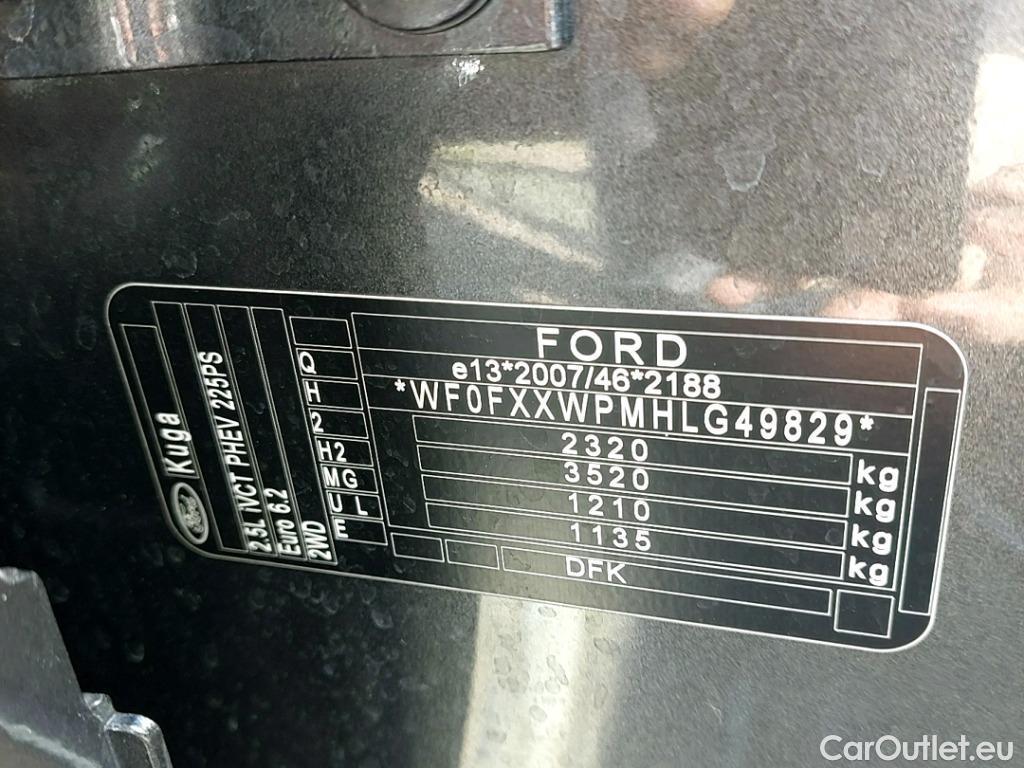 FORD
e13*2007/46*2188
*WF0FXXWPMHLG49829*
2320 kg
3520 kg
1210 kg
1135 kg
DFK
Q
H
2
H2
MG
U L
E
Ford Kuga
2.5L iVCT PHEV 225PS
Euro 6.2
2WD
CarOutlet.eu